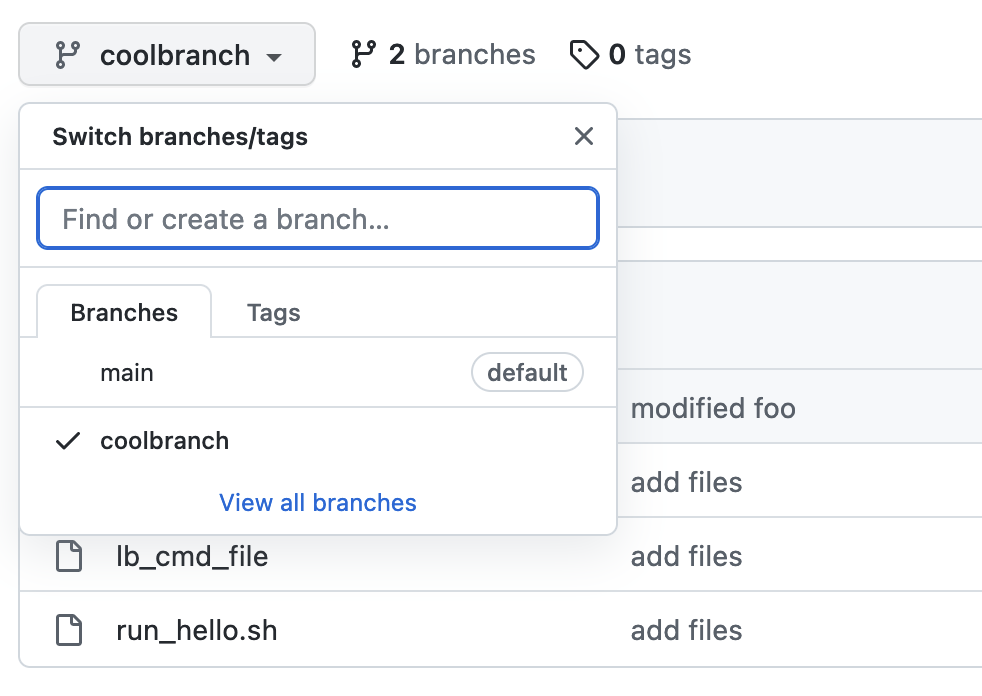 coolbranch 2 branches 0 tags
Switch branches/tags
Find or create a branch...
Branches Tags
main default
modified foo
coolbranch
add files
View all branches
lb_cmd_file add files
run_hello.sh add files